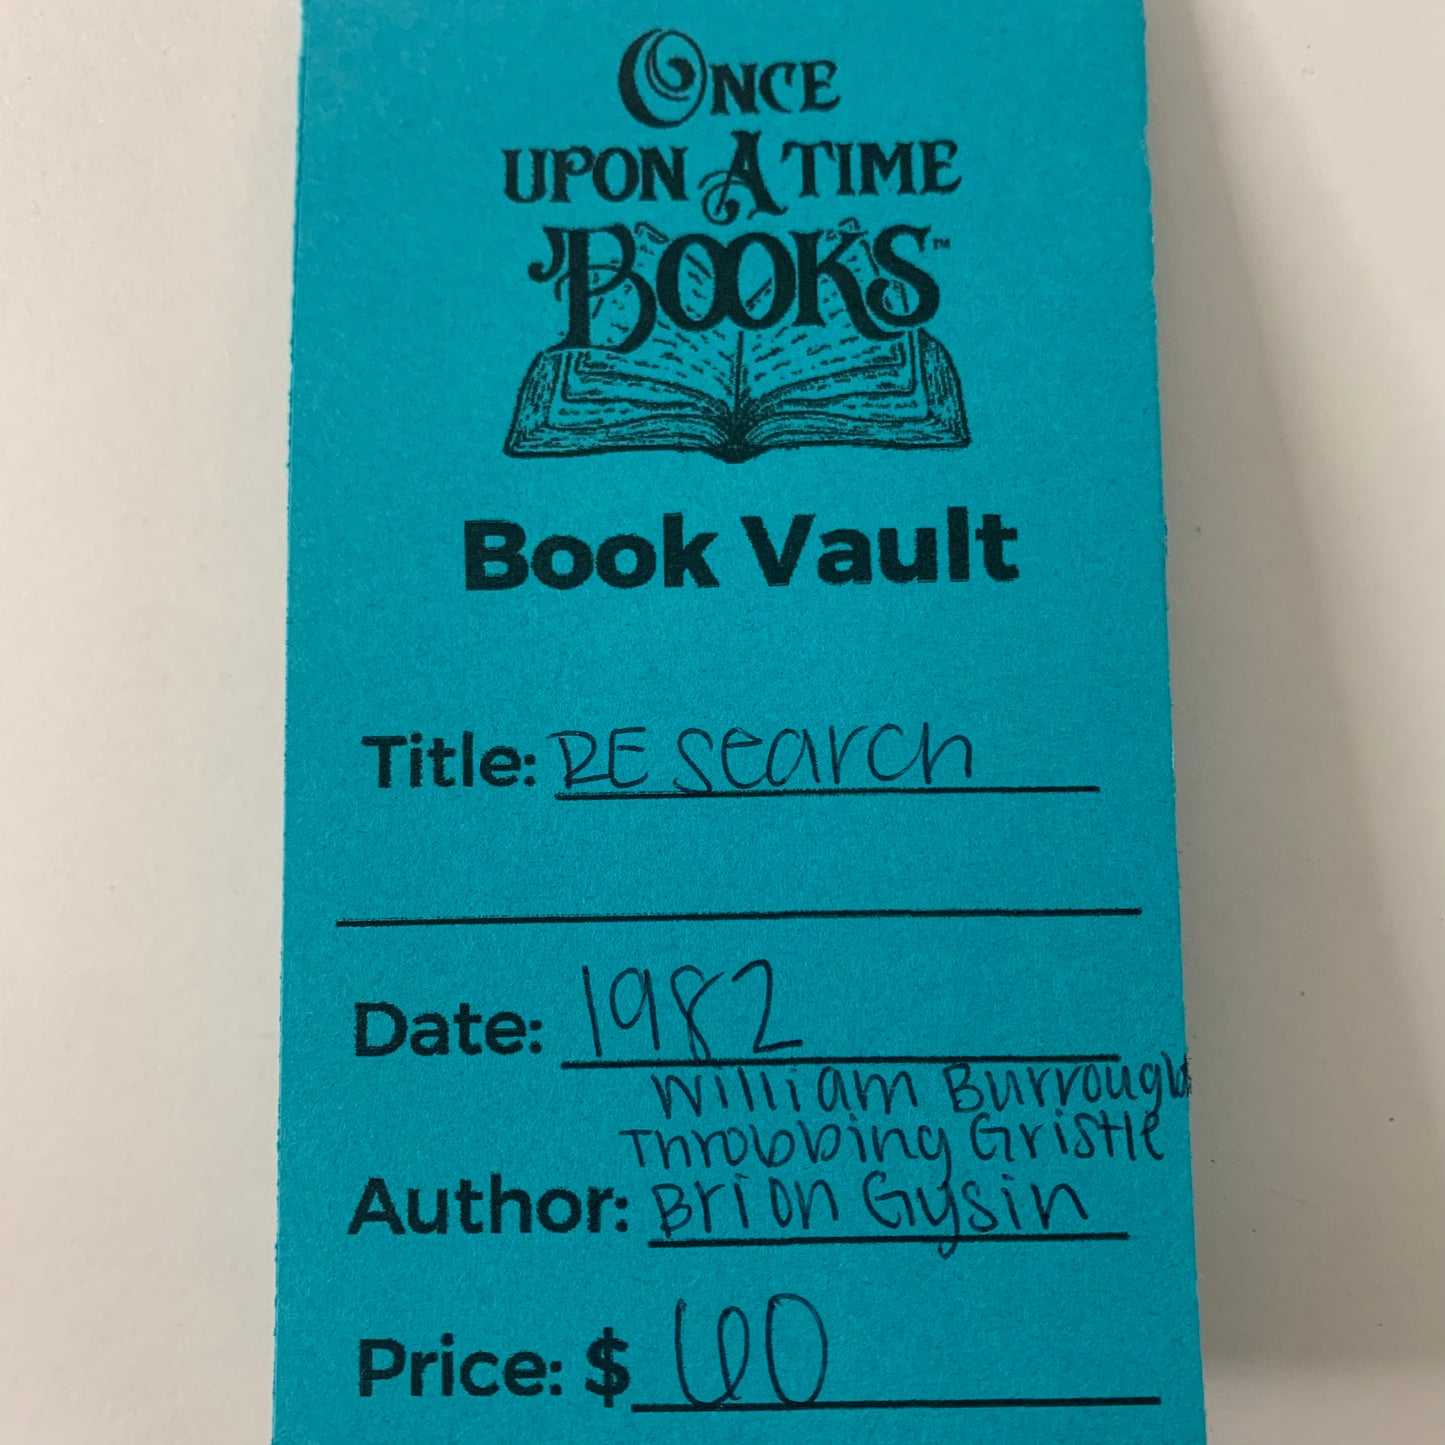 ONCE
UPON A TIME
BOOKS™
Book Vault
Title: RE Search
Date: 1982
William Burroughs
Throbbing Gristle
Author: Brion Gysin
Price: $ 60